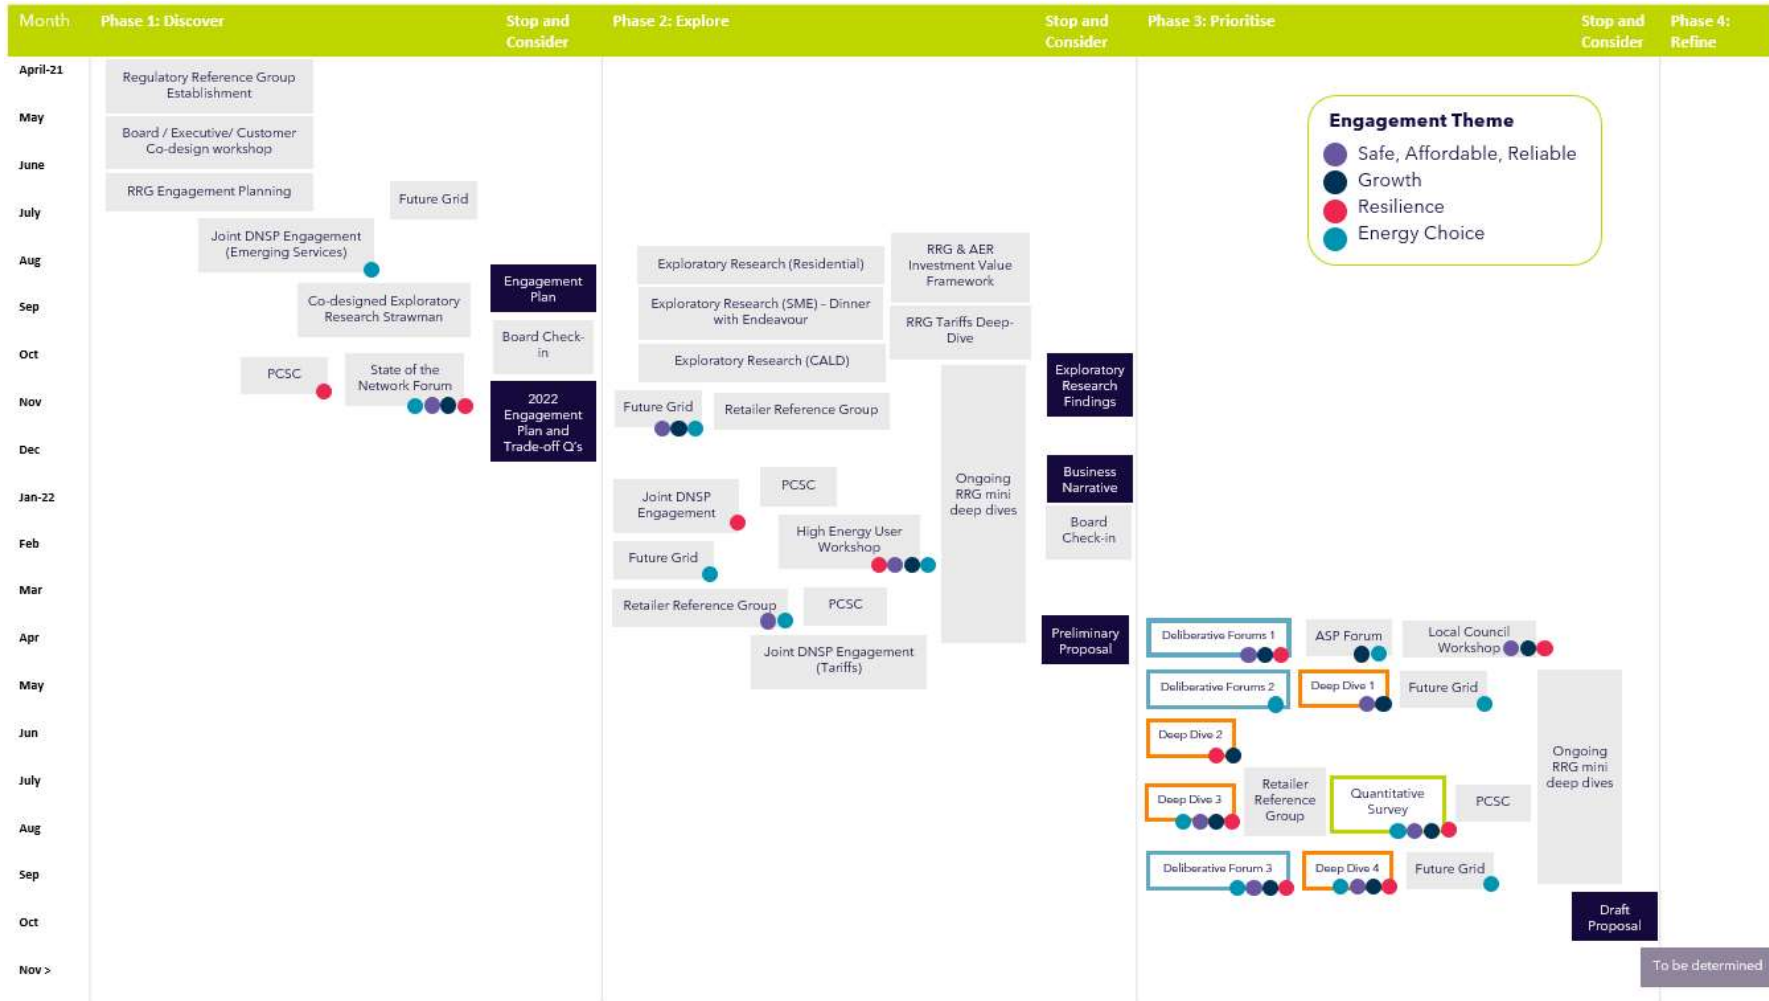 Month
Phase 1: Discover
Stop and
Consider
Phase 2: Explore
Stop and
Consider
Phase 3: Prioritise
Stop and
Consider
Phase 4:
Refine
April-21
May
June
July
Aug
Sep
Oct
Nov
Dec
Jan-22
Feb
Mar
Apr
May
Jun
July
Aug
Sep
Oct
Nov >
Regulatory Reference Group
Establishment
Board / Executive/ Customer
Co-design workshop
RRG Engagement Planning
Future Grid
Joint DNSP Engagement
(Emerging Services)
Co-designed Exploratory
Research Strawman
PCSC
State of the
Network Forum
Engagement
Plan
Board Check-
in
2022
Engagement
Plan and
Trade-off Q's
Exploratory Research (Residential)
Exploratory Research (SME) – Dinner
with Endeavour
Exploratory Research (CALD)
RRG & AER
Investment Value
Framework
RRG Tariffs Deep-
Dive
Future Grid
Retailer Reference Group
Ongoing
RRG mini
deep dives
Joint DNSP
Engagement
PCSC
High Energy User
Workshop
Future Grid
Retailer Reference Group
PCSC
Joint DNSP Engagement
(Tariffs)
Exploratory
Research
Findings
Business
Narrative
Board
Check-in
Preliminary
Proposal
Engagement Theme
Safe, Affordable, Reliable
Growth
Resilience
Energy Choice
Deliberative Forums 1
ASP Forum
Local Council
Workshop
Deliberative Forums 2
Deep Dive 1
Future Grid
Deep Dive 2
Deep Dive 3
Retailer
Reference
Group
Quantitative
Survey
PCSC
Ongoing
RRG mini
deep dives
Deliberative Forum 3
Deep Dive 4
Future Grid
Draft
Proposal
To be determined